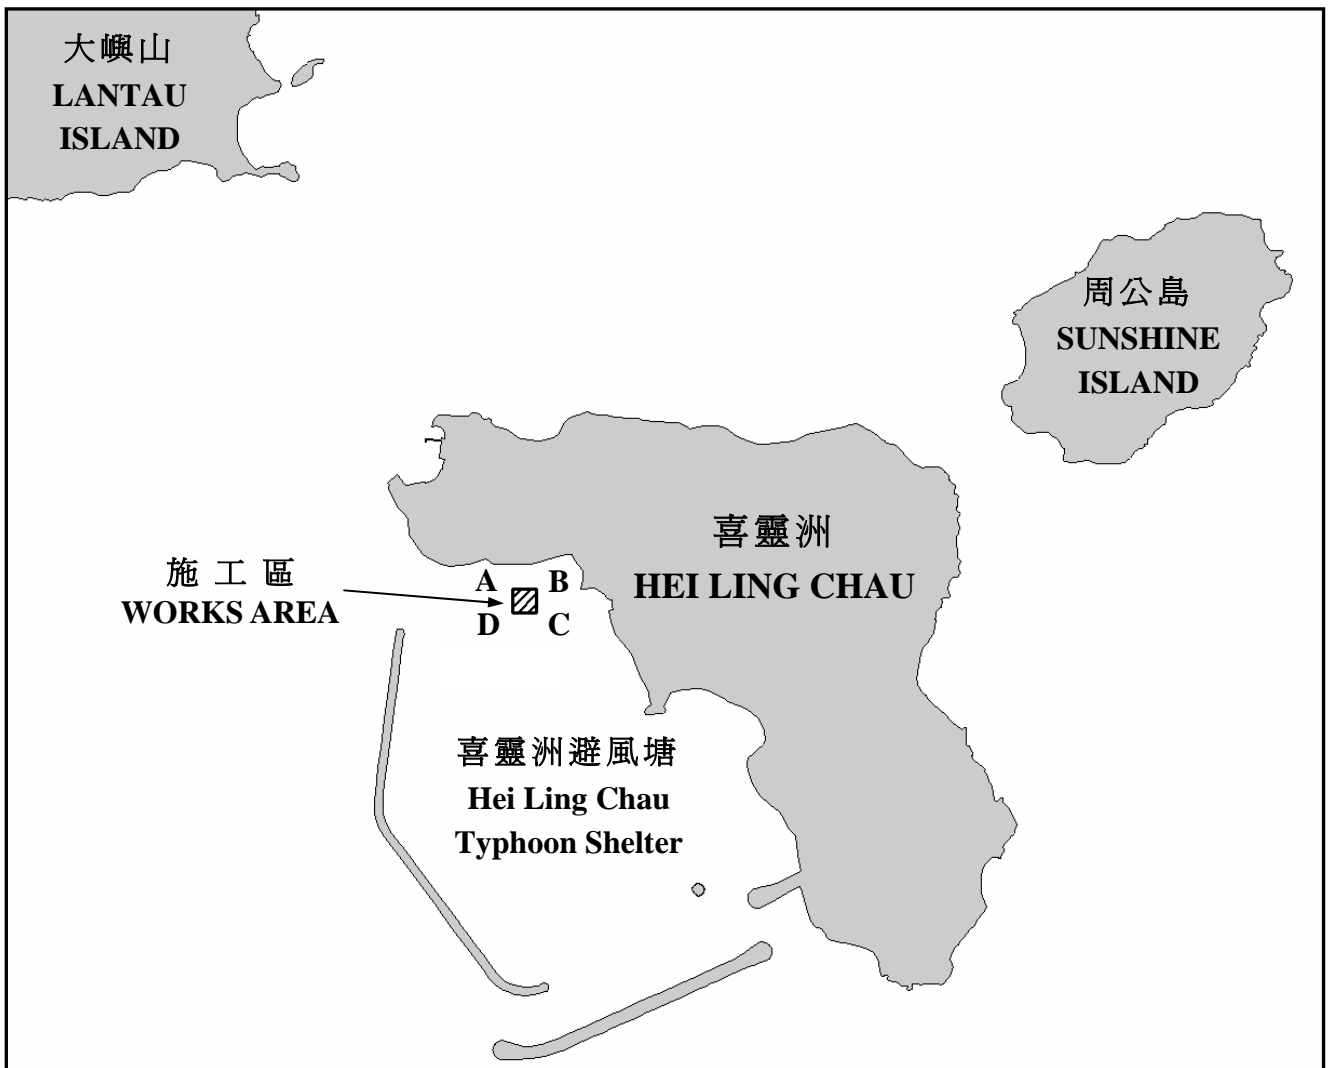 大嶼山
LANTAU
ISLAND
周公島
SUNSHINE
ISLAND
喜靈洲
HEI LING CHAU
施工區
WORKS AREA
A B
D C
喜靈洲避風塘
Hei Ling Chau
Typhoon Shelter